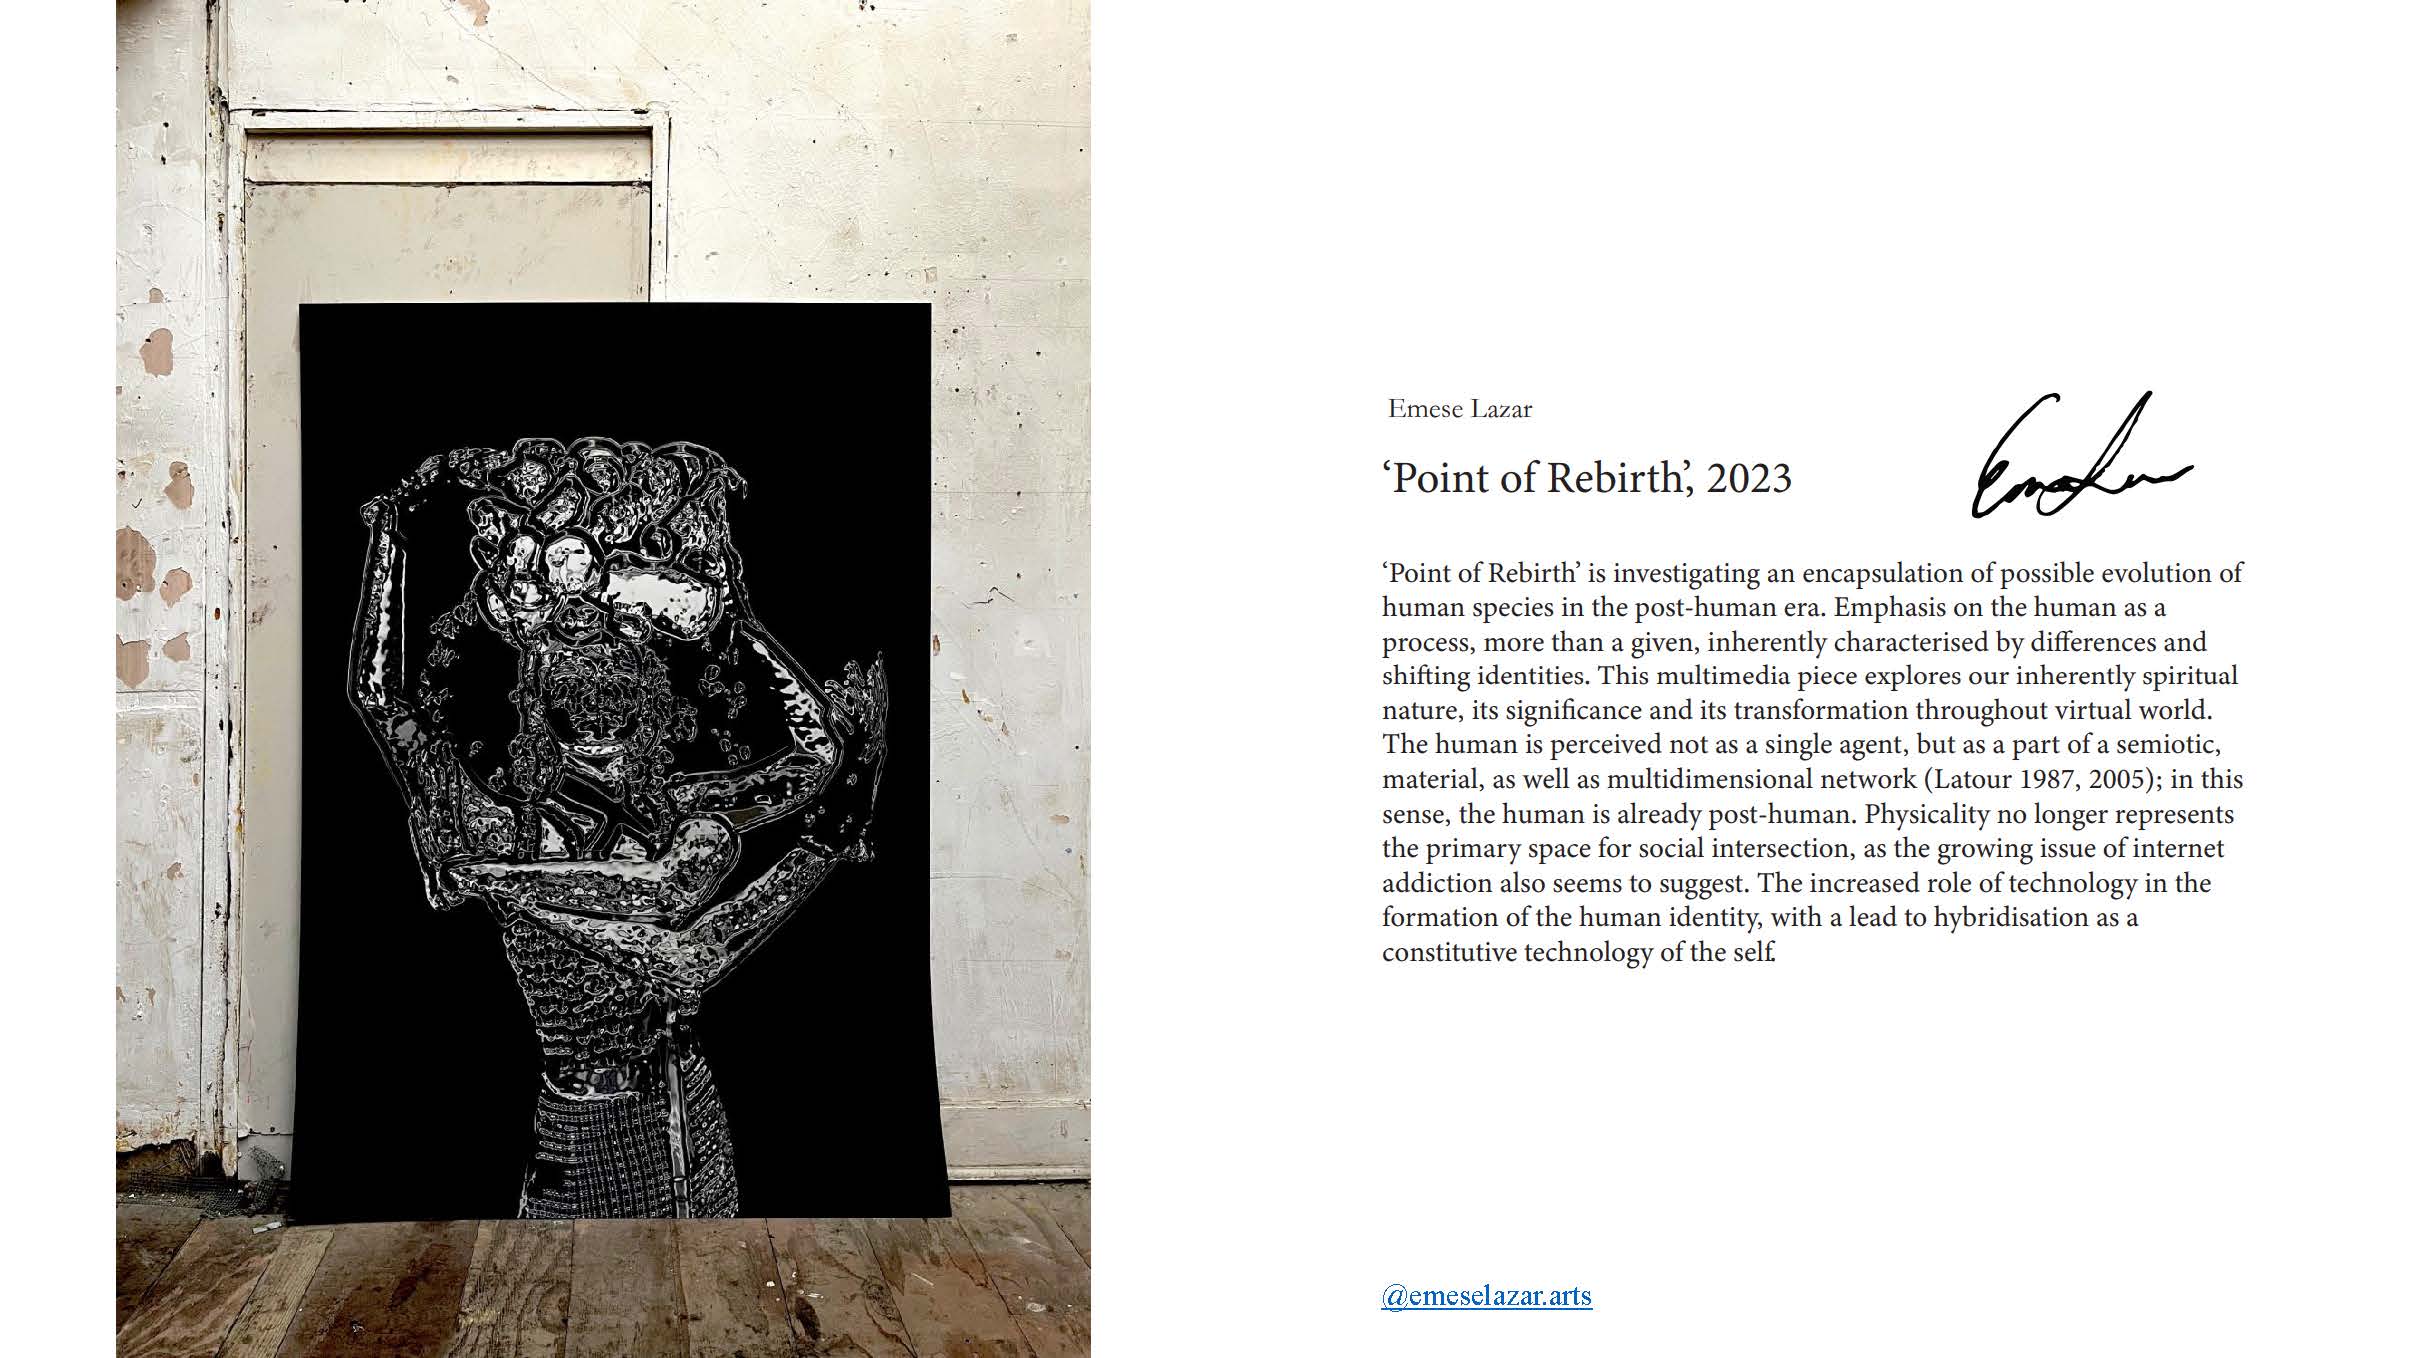 Emese Lazar
‘Point of Rebirth’, 2023
‘Point of Rebirth’ is investigating an encapsulation of possible evolution of
human species in the post-human era. Emphasis on the human as a
process, more than a given, inherently characterised by differences and
shifting identities. This multimedia piece explores our inherently spiritual
nature, its significance and its transformation throughout virtual world.
The human is perceived not as a single agent, but as a part of a semiotic,
material, as well as multidimensional network (Latour 1987, 2005); in this
sense, the human is already post-human. Physicality no longer represents
the primary space for social intersection, as the growing issue of internet
addiction also seems to suggest. The increased role of technology in the
formation of the human identity, with a lead to hybridisation as a
constitutive technology of the self.
@emeselazar.arts